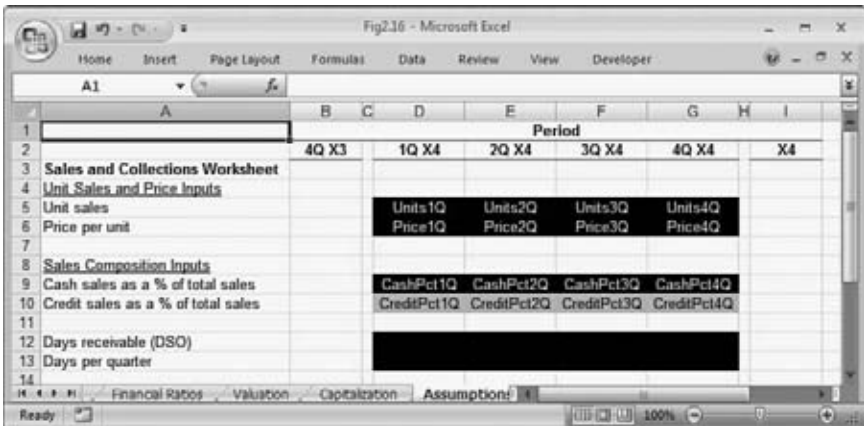 Fig2.16 - Microsoft Excel
Home Insert Page Layout Formulas Data Review View Developer
A1 fx
A B C D E F G H I
1 Period
2 4Q X3 1Q X4 2Q X4 3Q X4 4Q X4 X4
3 Sales and Collections Worksheet
4 Unit Sales and Price Inputs
5 Unit sales Units1Q Units2Q Units3Q Units4Q
6 Price per unit Price1Q Price2Q Price3Q Price4Q
7
8 Sales Composition Inputs
9 Cash sales as a % of total sales CashPct1Q CashPct2Q CashPct3Q CashPct4Q
10 Credit sales as a % of total sales CreditPct1Q CreditPct2Q CreditPct3Q CreditPct4Q
11
12 Days receivable (DSO)
13 Days per quarter
14
Financial Ratios Valuation Capitalization Assumptions
Ready 100%